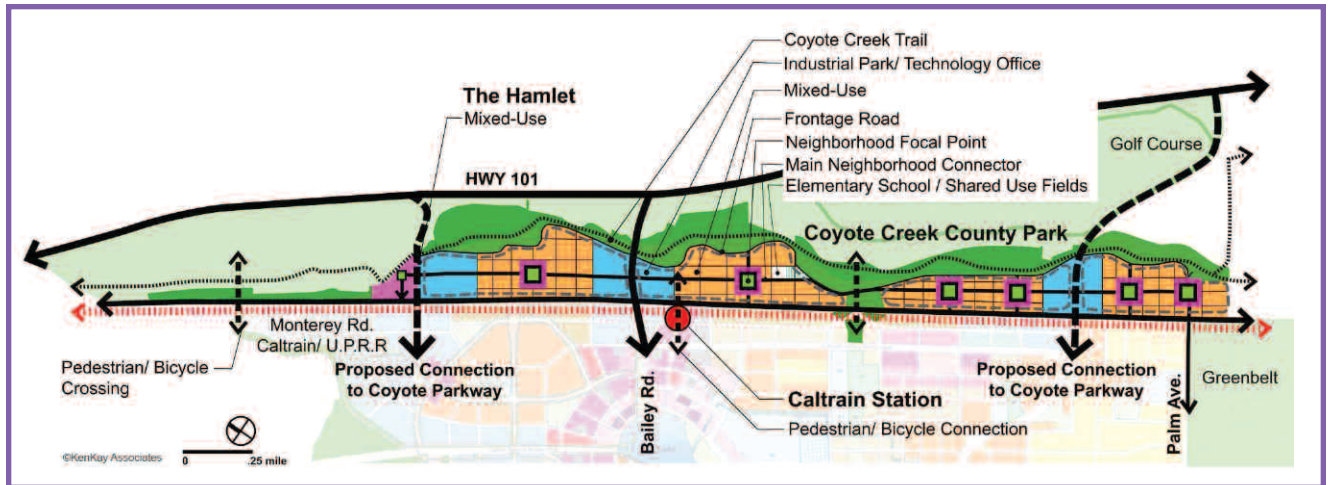 Coyote Creek Trail
Industrial Park/ Technology Office
Mixed-Use
Frontage Road
Neighborhood Focal Point
Main Neighborhood Connector
Elementary School / Shared Use Fields
The Hamlet
Mixed-Use
HWY 101
Golf Course
Coyote Creek County Park
Monterey Rd.
Caltrain/ U.P.R.R
Pedestrian/ Bicycle
Crossing
Proposed Connection
to Coyote Parkway
Bailey Rd.
Caltrain Station
Pedestrian/ Bicycle Connection
Proposed Connection
to Coyote Parkway
Palm Ave.
Greenbelt
©KenKay Associates
0 .25 mile